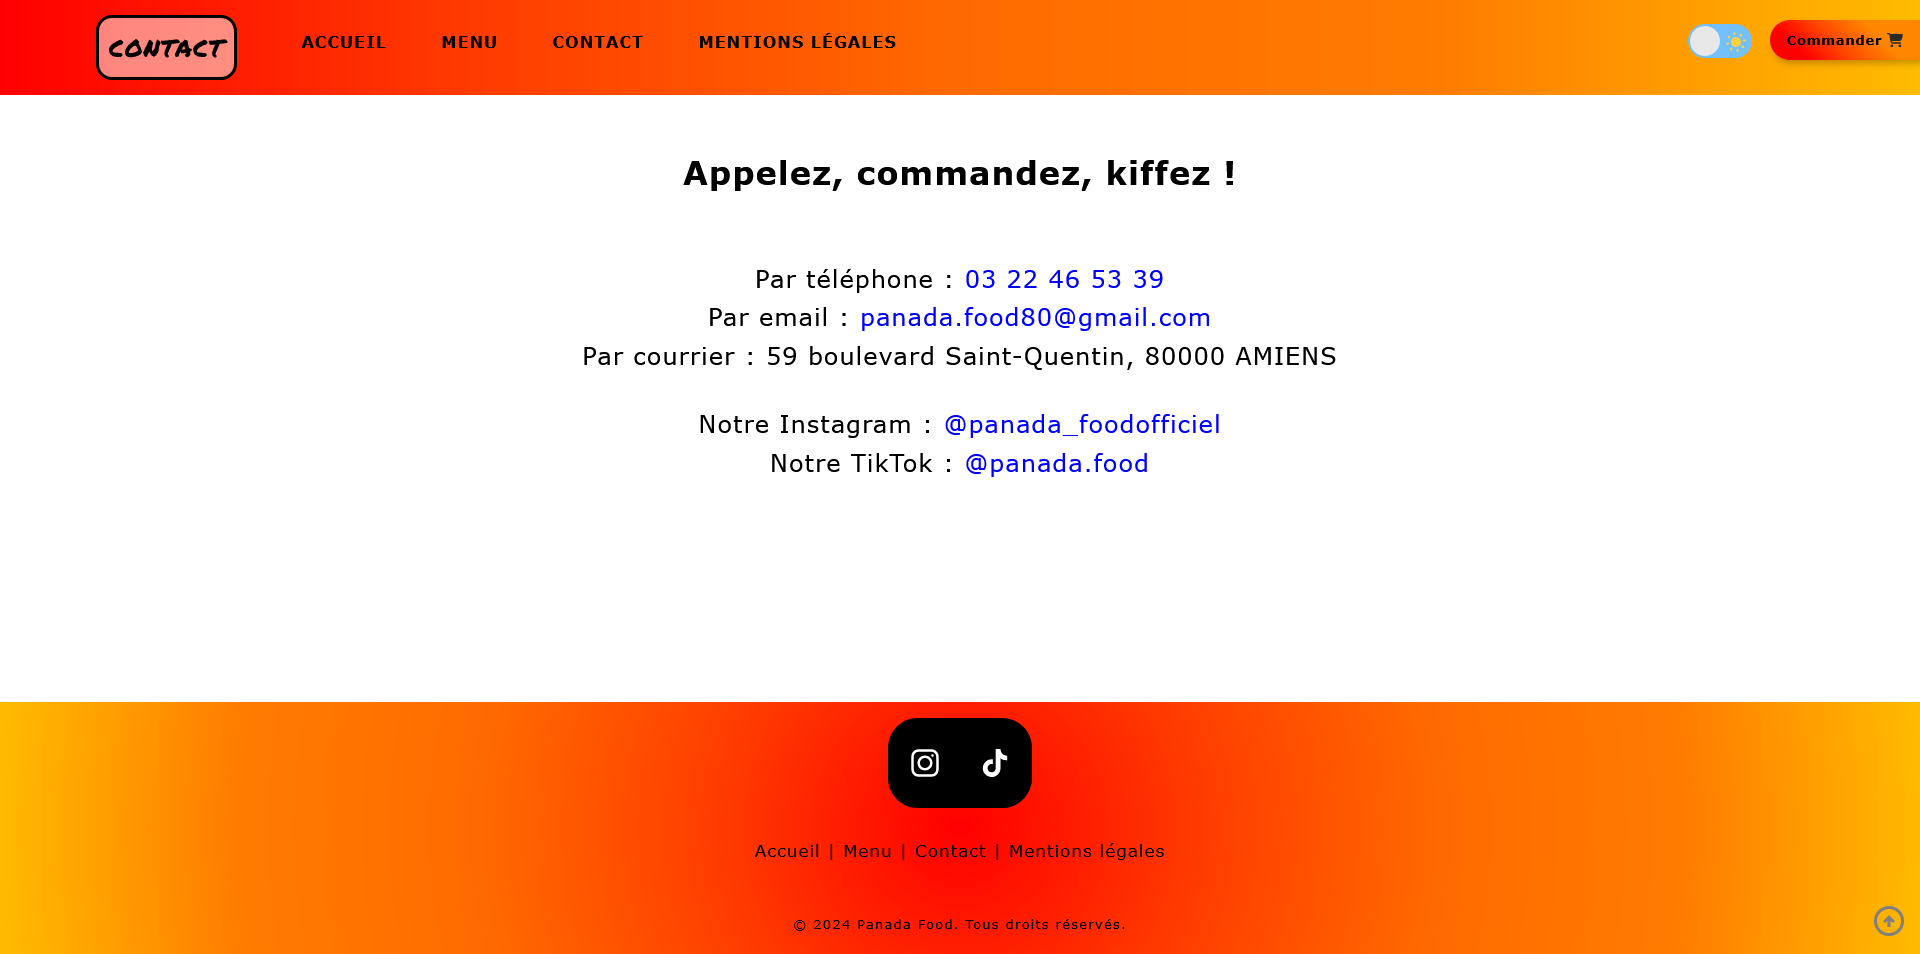 CONTACT
ACCUEIL MENU CONTACT MENTIONS LÉGALES
Commander
Appelez, commandez, kiffez !
Par téléphone : 03 22 46 53 39
Par email : panada.food80@gmail.com
Par courrier : 59 boulevard Saint-Quentin, 80000 AMIENS
Notre Instagram : @panada_foodofficiel
Notre TikTok : @panada.food
Accueil | Menu | Contact | Mentions légales
© 2024 Panada Food. Tous droits réservés.